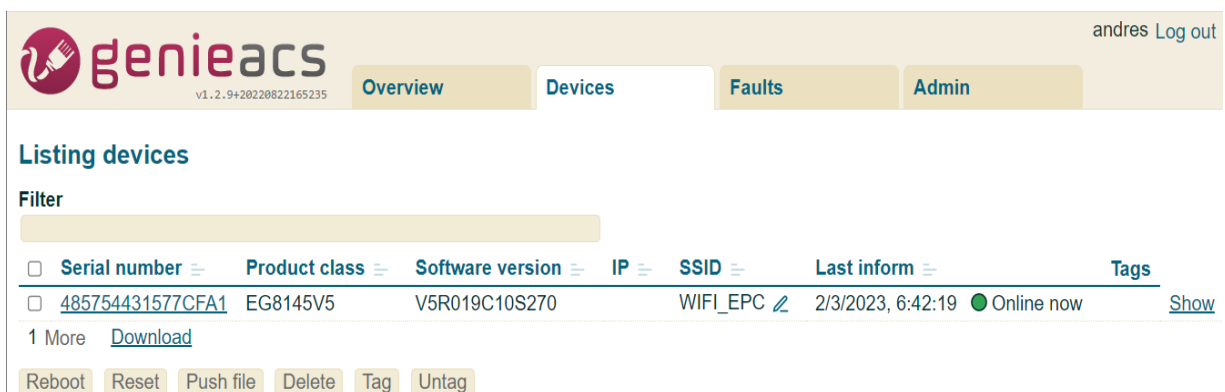 andres Log out
genieacs
v1.2.9+20220822165235
Overview Devices Faults Admin
Listing devices
Filter
Serial number Product class Software version IP SSID Last inform Tags
485754431577CFA1 EG8145V5 V5R019C10S270 WIFI_EPC 2/3/2023, 6:42:19 Online now Show
1 More Download
Reboot Reset Push file Delete Tag Untag